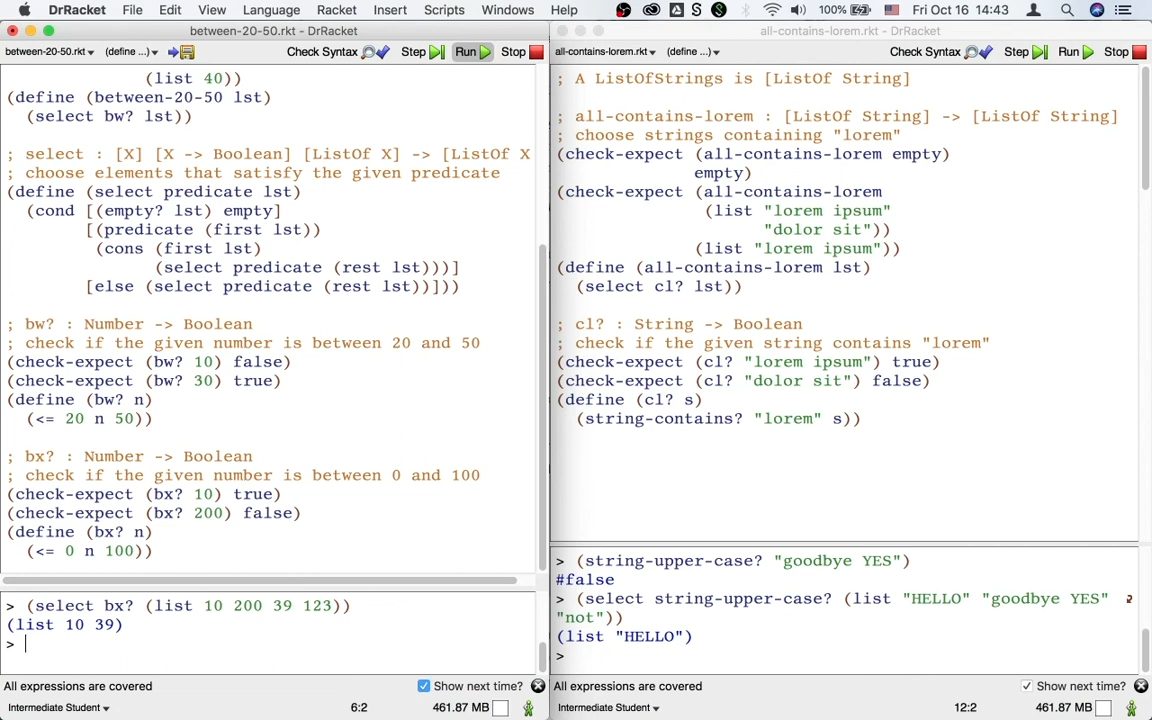 DrRacket File Edit View Language Racket Insert Scripts Windows Help 100% Fri Oct 16 14:43
between-20-50.rkt - DrRacket
between-20-50.rkt (define ...) Check Syntax Step Run Stop
(list 40))
(define (between-20-50 lst)
(select bw? lst))
; select : [X] [X -> Boolean] [ListOf X] -> [ListOf X
; choose elements that satisfy the given predicate
(define (select predicate lst)
(cond [(empty? lst) empty]
[(predicate (first lst))
(cons (first lst)
(select predicate (rest lst)))]
[else (select predicate (rest lst))]))
; bw? : Number -> Boolean
; check if the given number is between 20 and 50
(check-expect (bw? 10) false)
(check-expect (bw? 30) true)
(define (bw? n)
(<= 20 n 50))
; bx? : Number -> Boolean
; check if the given number is between 0 and 100
(check-expect (bx? 10) true)
(check-expect (bx? 200) false)
(define (bx? n)
(<= 0 n 100))
> (select bx? (list 10 200 39 123))
(list 10 39)
>
All expressions are covered Show next time?
Intermediate Student 6:2 461.87 MB
all-contains-lorem.rkt - DrRacket
all-contains-lorem.rkt (define ...) Check Syntax Step Run Stop
; A ListOfStrings is [ListOf String]
; all-contains-lorem : [ListOf String] -> [ListOf String]
; choose strings containing "lorem"
(check-expect (all-contains-lorem empty)
empty)
(check-expect (all-contains-lorem
(list "lorem ipsum"
"dolor sit"))
(list "lorem ipsum"))
(define (all-contains-lorem lst)
(select cl? lst))
; cl? : String -> Boolean
; check if the given string contains "lorem"
(check-expect (cl? "lorem ipsum") true)
(check-expect (cl? "dolor sit") false)
(define (cl? s)
(string-contains? "lorem" s))
> (string-upper-case? "goodbye YES")
#false
> (select string-upper-case? (list "HELLO" "goodbye YES"
"not"))
(list "HELLO")
>
All expressions are covered Show next time?
Intermediate Student 12:2 461.87 MB